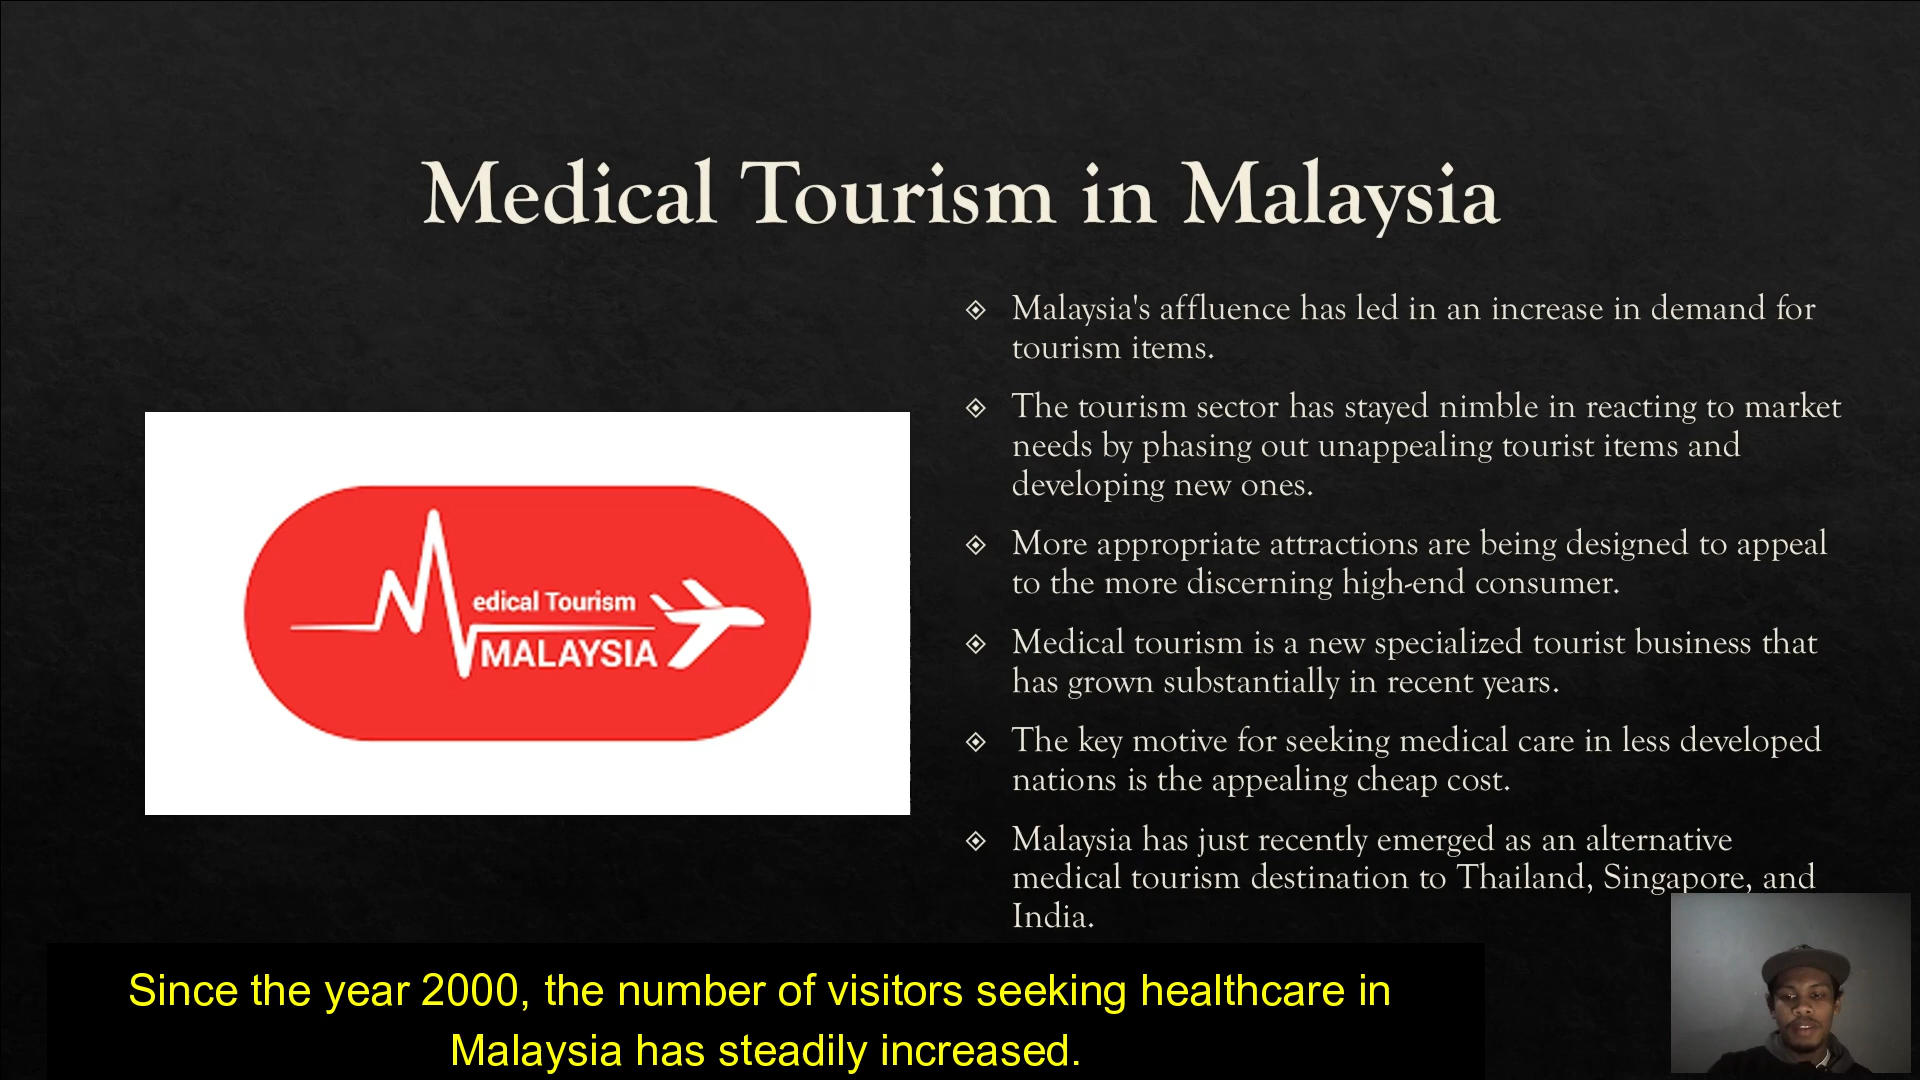 Medical Tourism in Malaysia
edical Tourism
MALAYSIA
Malaysia's affluence has led in an increase in demand for
tourism items.
The tourism sector has stayed nimble in reacting to market
needs by phasing out unappealing tourist items and
developing new ones.
More appropriate attractions are being designed to appeal
to the more discerning high-end consumer.
Medical tourism is a new specialized tourist business that
has grown substantially in recent years.
The key motive for seeking medical care in less developed
nations is the appealing cheap cost.
Malaysia has just recently emerged as an alternative
medical tourism destination to Thailand, Singapore, and
India.
Since the year 2000, the number of visitors seeking healthcare in
Malaysia has steadily increased.